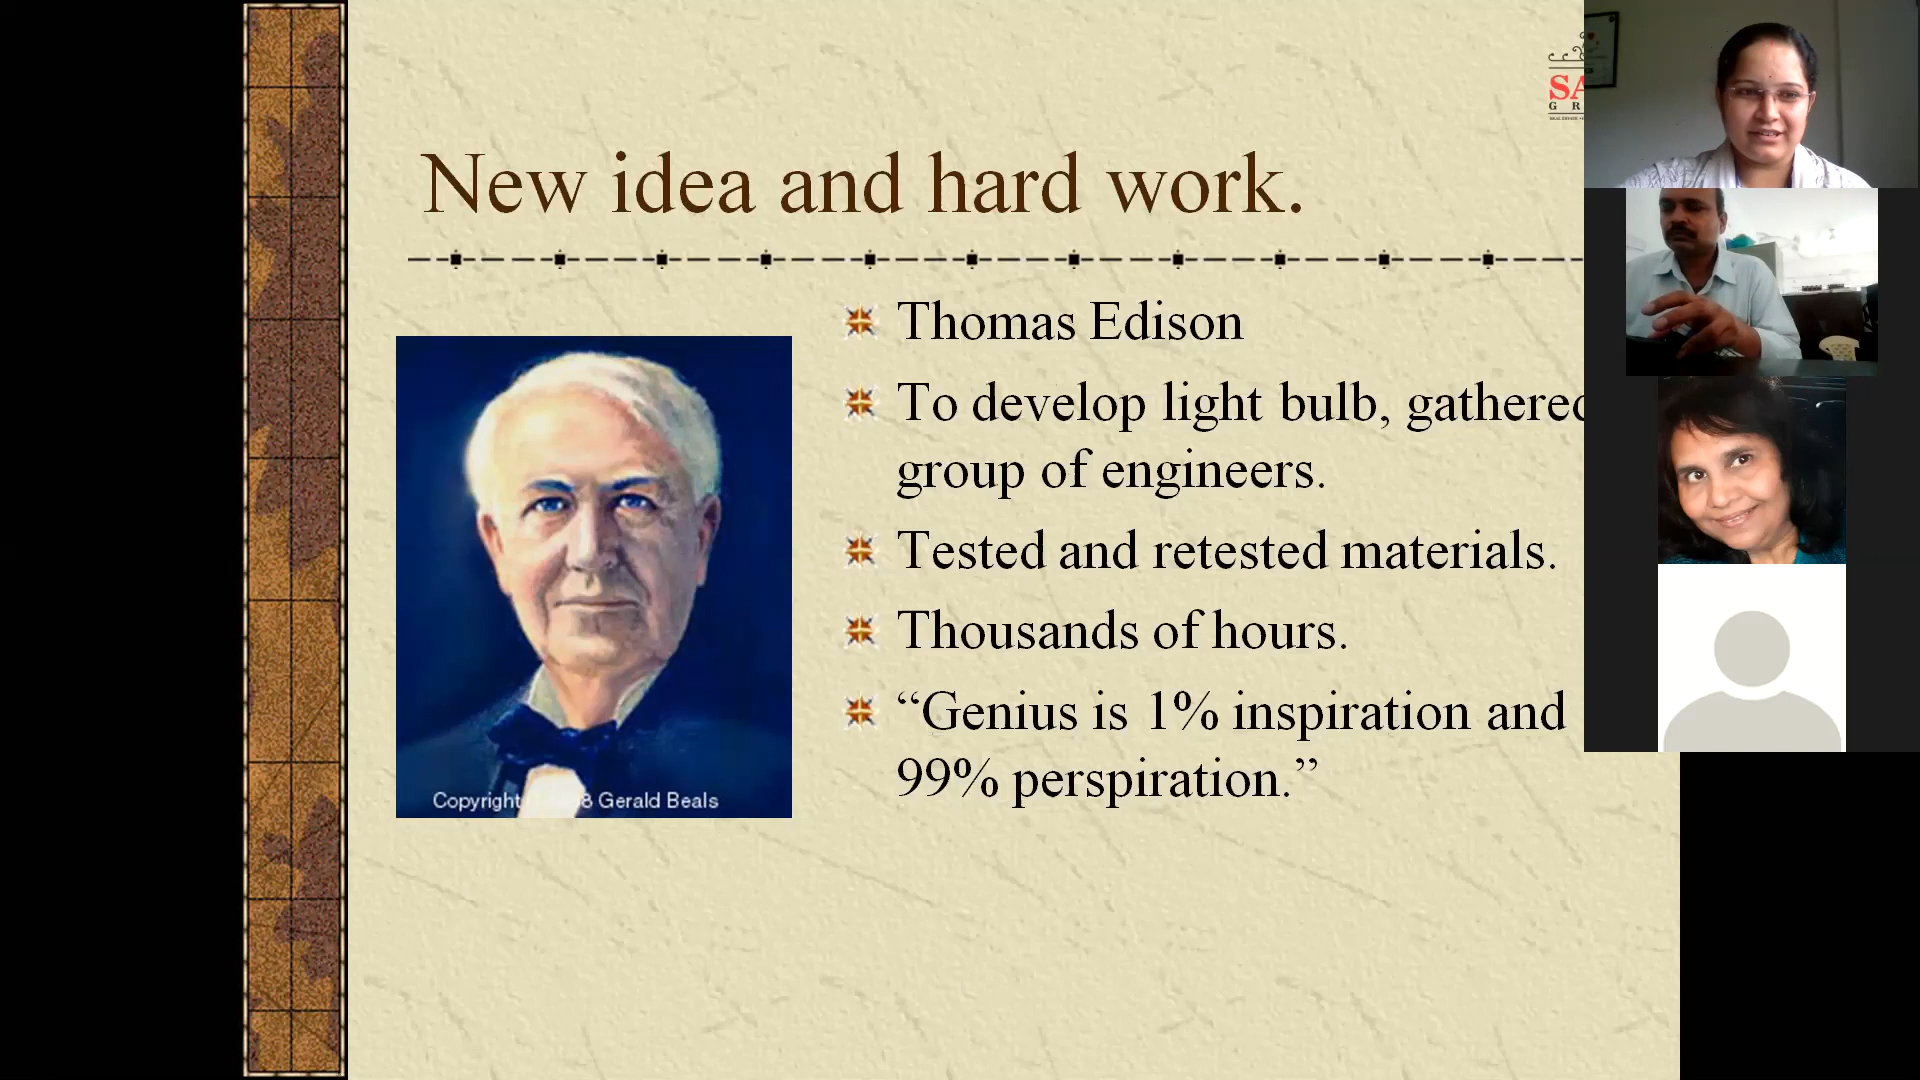 New idea and hard work.
Thomas Edison
To develop light bulb, gathered
group of engineers.
Tested and retested materials.
Thousands of hours.
“Genius is 1% inspiration and
99% perspiration.”
Copyright 8 Gerald Beals